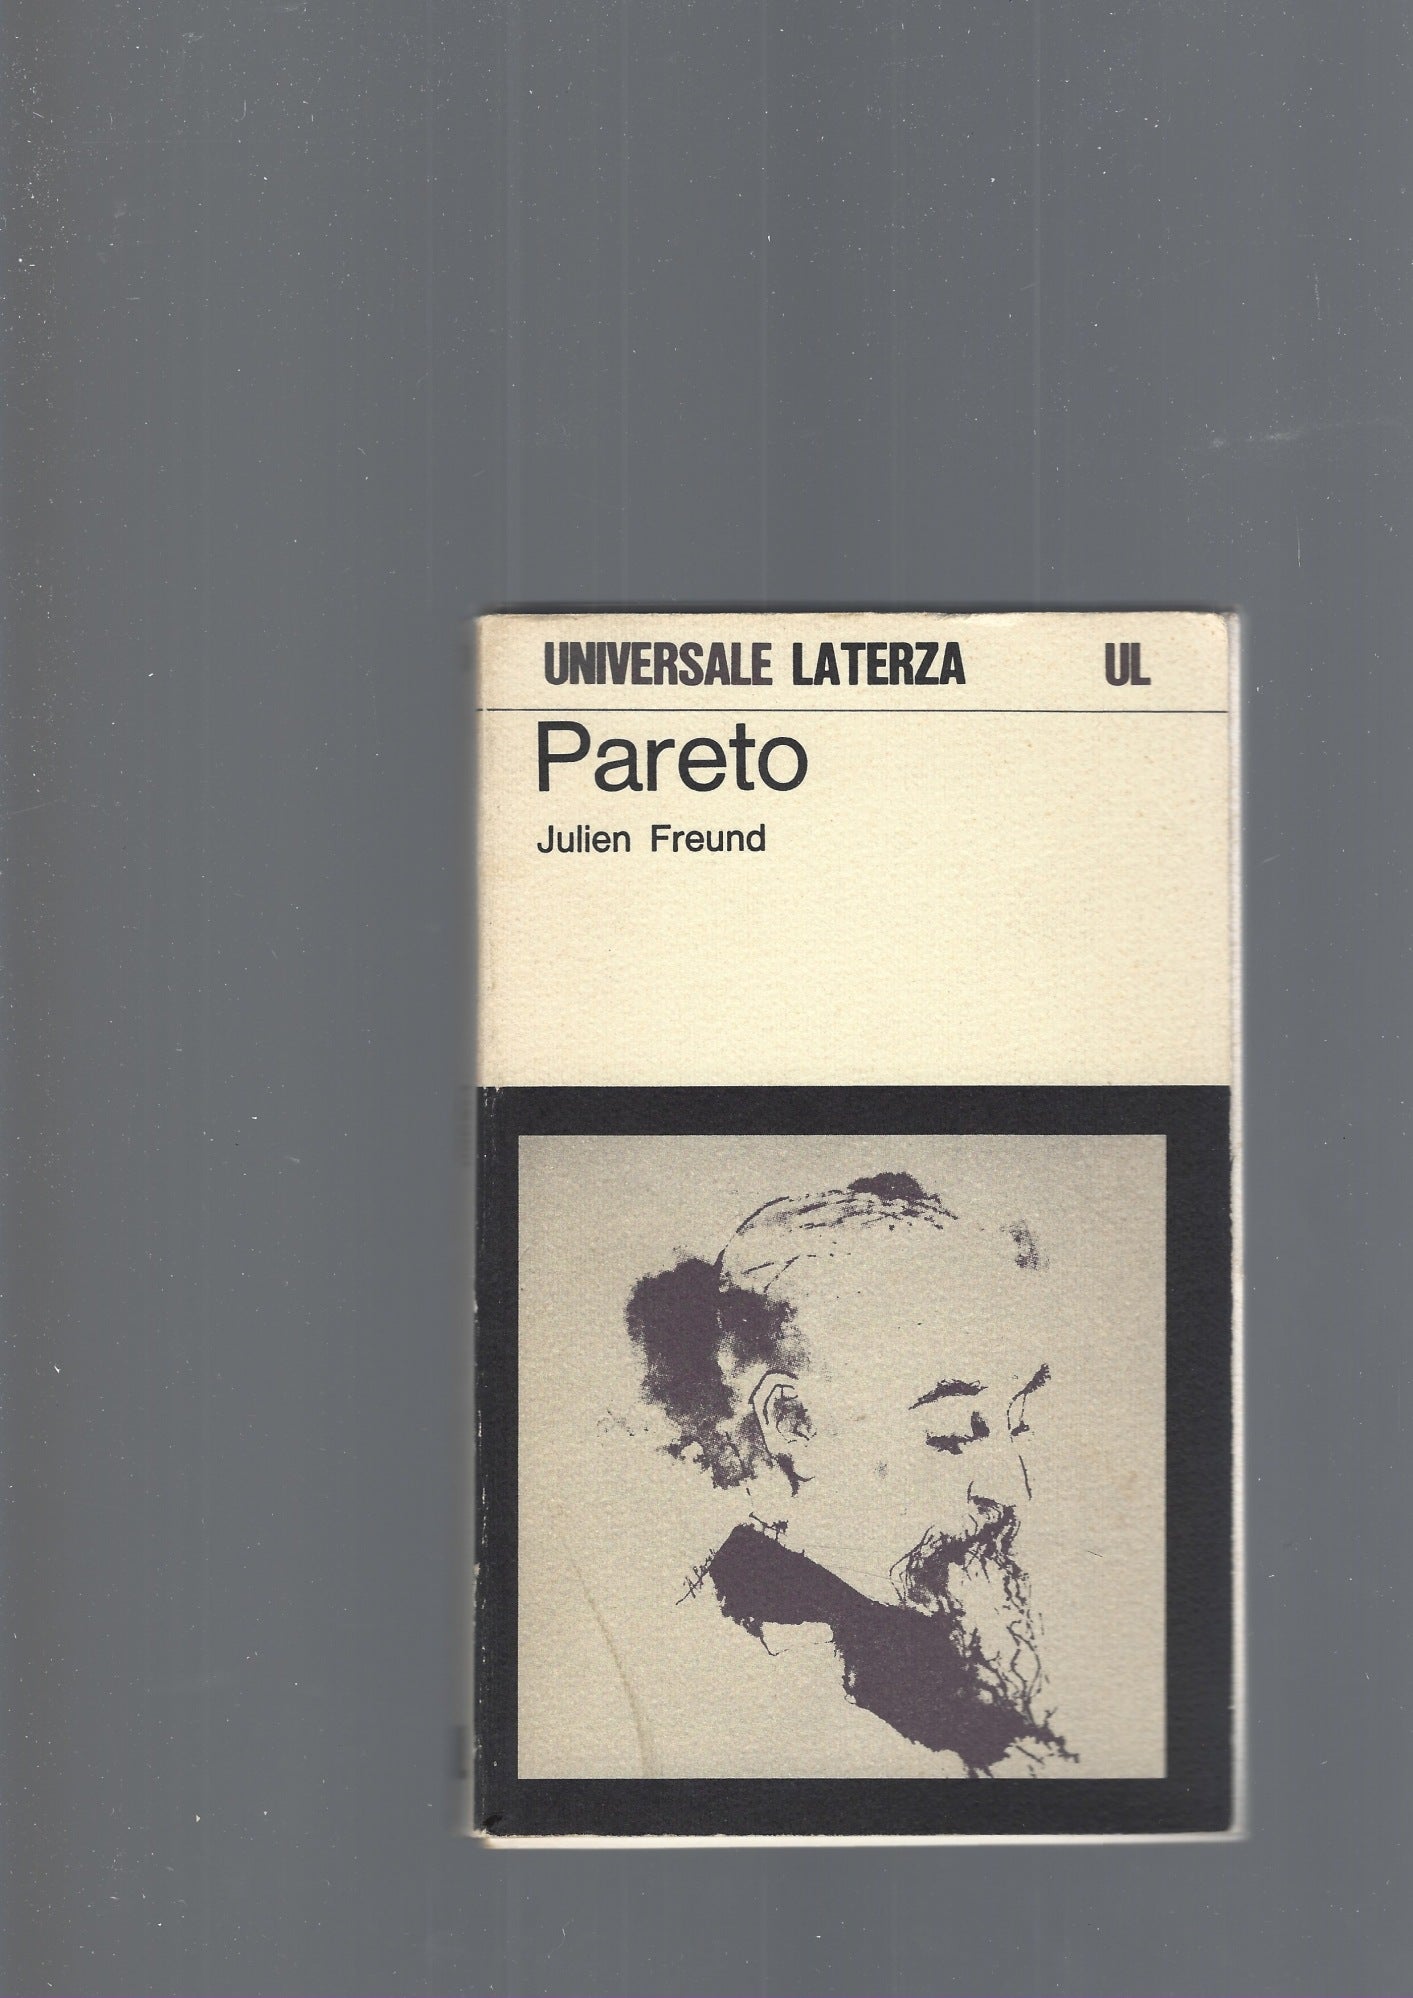 UNIVERSALE LATERZA UL
Pareto
Julien Freund